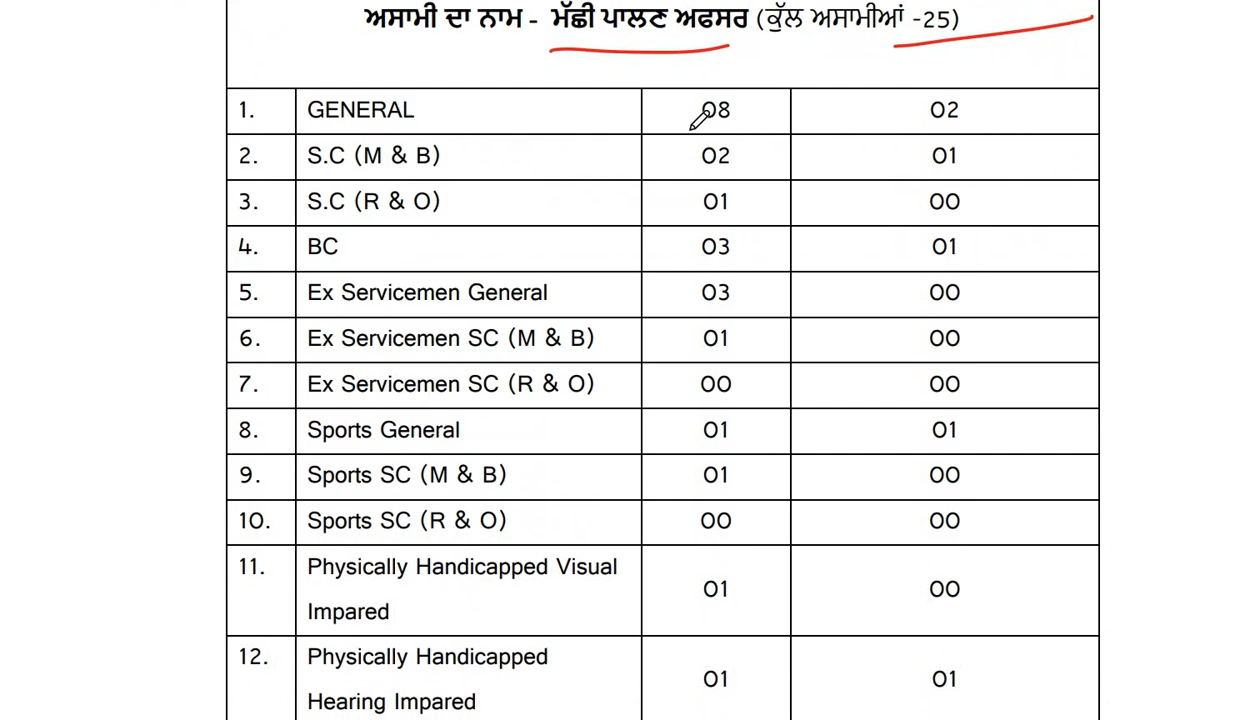 ਅਸਾਮੀ ਦਾ ਨਾਮ - ਮੱਛੀ ਪਾਲਣ ਅਫਸਰ (ਕੁੱਲ ਅਸਾਮੀਆਂ -25)
1. GENERAL 08 02
2. S.C (M & B) 02 01
3. S.C (R & O) 01 00
4. BC 03 01
5. Ex Servicemen General 03 00
6. Ex Servicemen SC (M & B) 01 00
7. Ex Servicemen SC (R & O) 00 00
8. Sports General 01 01
9. Sports SC (M & B) 01 00
10. Sports SC (R & O) 00 00
11. Physically Handicapped Visual
Impared 01 00
12. Physically Handicapped
Hearing Impared 01 01